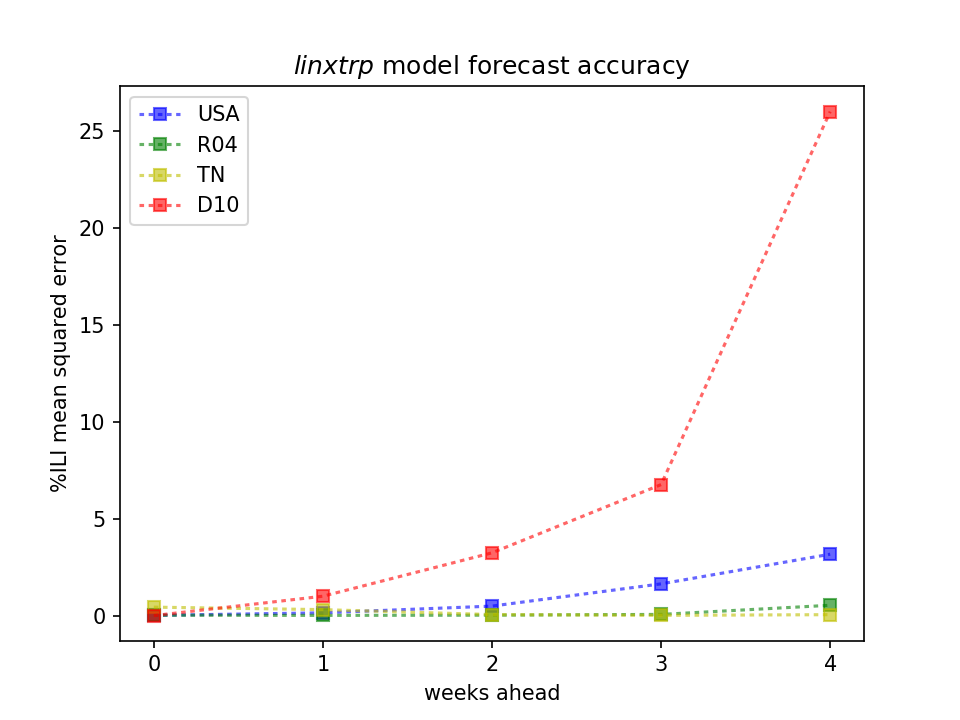 linxtrp model forecast accuracy
USA
R04
TN
D10
%ILI mean squared error
25
20
15
10
5
0
0 1 2 3 4
weeks ahead